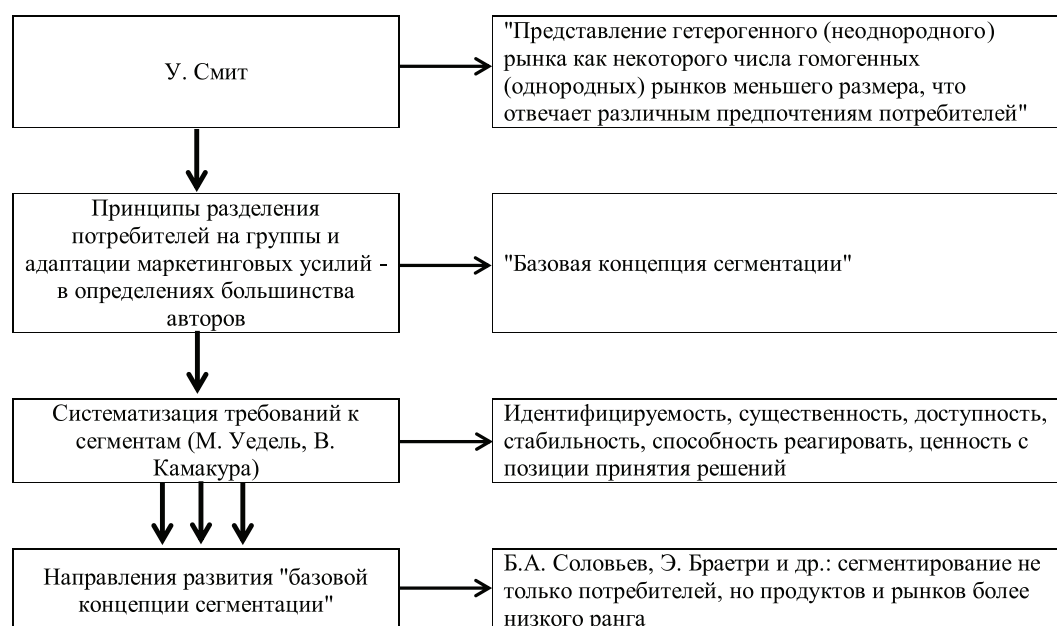 У. Смит
"Представление гетерогенного (неоднородного)
рынка как некоторого числа гомогенных
(однородных) рынков меньшего размера, что
отвечает различным предпочтениям потребителей"
Принципы разделения
потребителей на группы и
адаптации маркетинговых усилий -
в определениях большинства
авторов
"Базовая концепция сегментации"
Систематизация требований к
сегментам (М. Уедель, В.
Камакура)
Идентифицируемость, существенность, доступность,
стабильность, способность реагировать, ценность с
позиции принятия решений
Направления развития "базовой
концепции сегментации"
Б.А. Соловьев, Э. Браетри и др.: сегментирование не
только потребителей, но продуктов и рынков более
низкого ранга